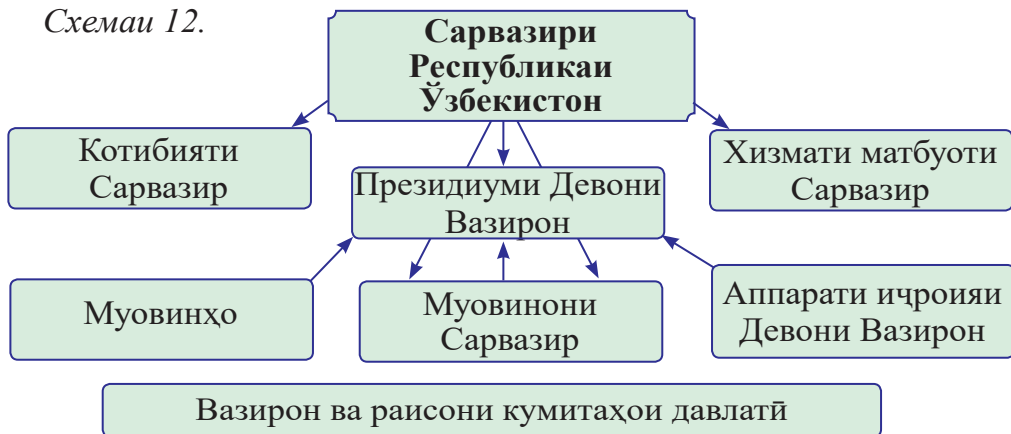 Схемаи 12.
Сарвазири
Республикаи
Ўзбекистон
Котибияти
Сарвазир
Президиуми Девони
Вазирон
Хизмати матбуоти
Сарвазир
Муовинҳо
Муовинони
Сарвазир
Аппарати иҷроияи
Девони Вазирон
Вазирон ва раисони кумитаҳои давлатӣ